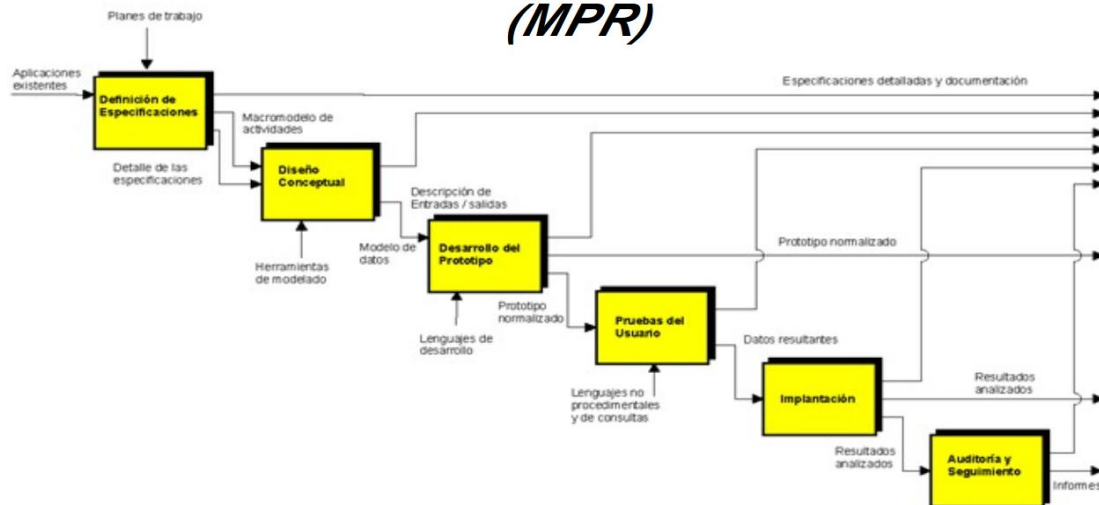 Planes de trabajo
(MPR)
Aplicaciones
existentes
Especificaciones detalladas y documentación
Definición de
Especificaciones
Macromodelo de
actividades
Detalle de las
especificaciones
Diseño
Conceptual
Descripción de
Entradas / salidas
Modelo de
datos
Desarrollo del
Prototipo
Prototipo normalizado
Herramientas
de modelado
Prototipo
normalizado
Pruebas del
Usuario
Lenguajes de
desarrollo
Datos resultantes
Lenguajes no
procedimentales
y de consultas
Implantación
Resultados
analizados
Resultados
analizados
Auditoría y
Seguimiento
Informes